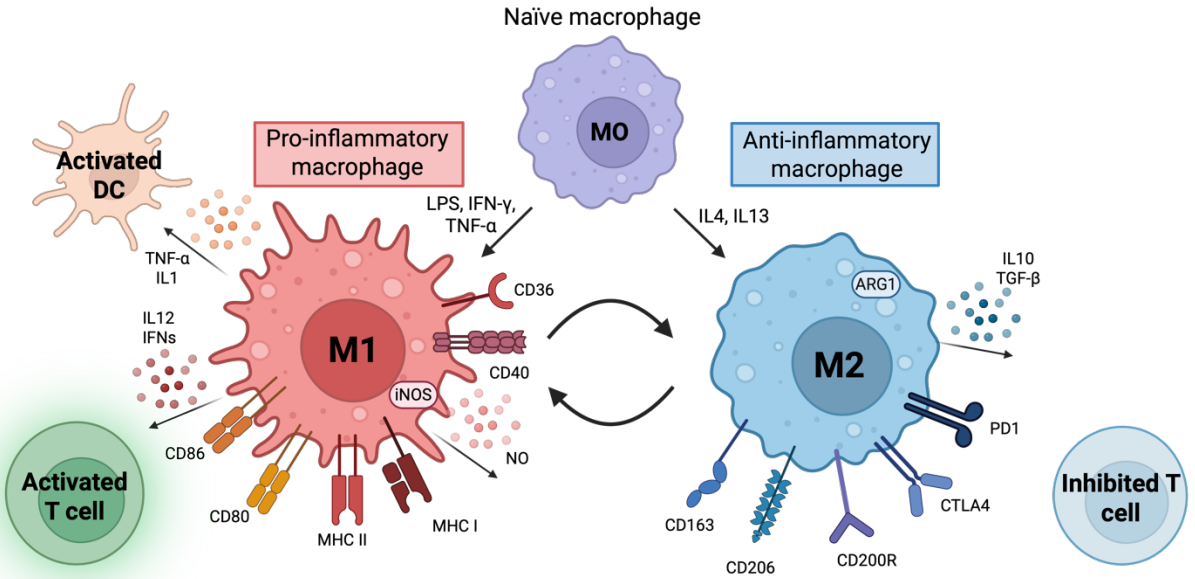 Naïve macrophage
MO
Activated
DC
Pro-inflammatory
macrophage
Anti-inflammatory
macrophage
LPS, IFN-γ,
TNF-α
IL4, IL13
TNF-α
IL1
IL12
IFNs
M1
iNOS
CD36
CD40
NO
CD86
CD80
MHC II
MHC I
Activated
T cell
ARG1
M2
IL10
TGF-β
PD1
CTLA4
CD200R
CD206
CD163
Inhibited T
cell